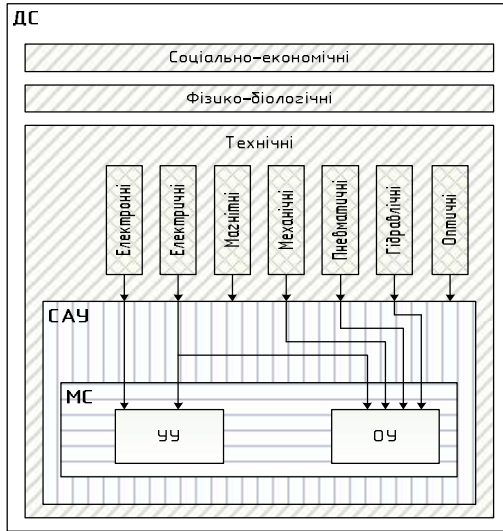 ДС
Соціально-економічні
Фізико-біологічні
Технічні
Електронні
Електричні
Магнітні
Механічні
Пневматичні
Гідравлічні
Оптичні
САУ
МС
УУ
ОУ